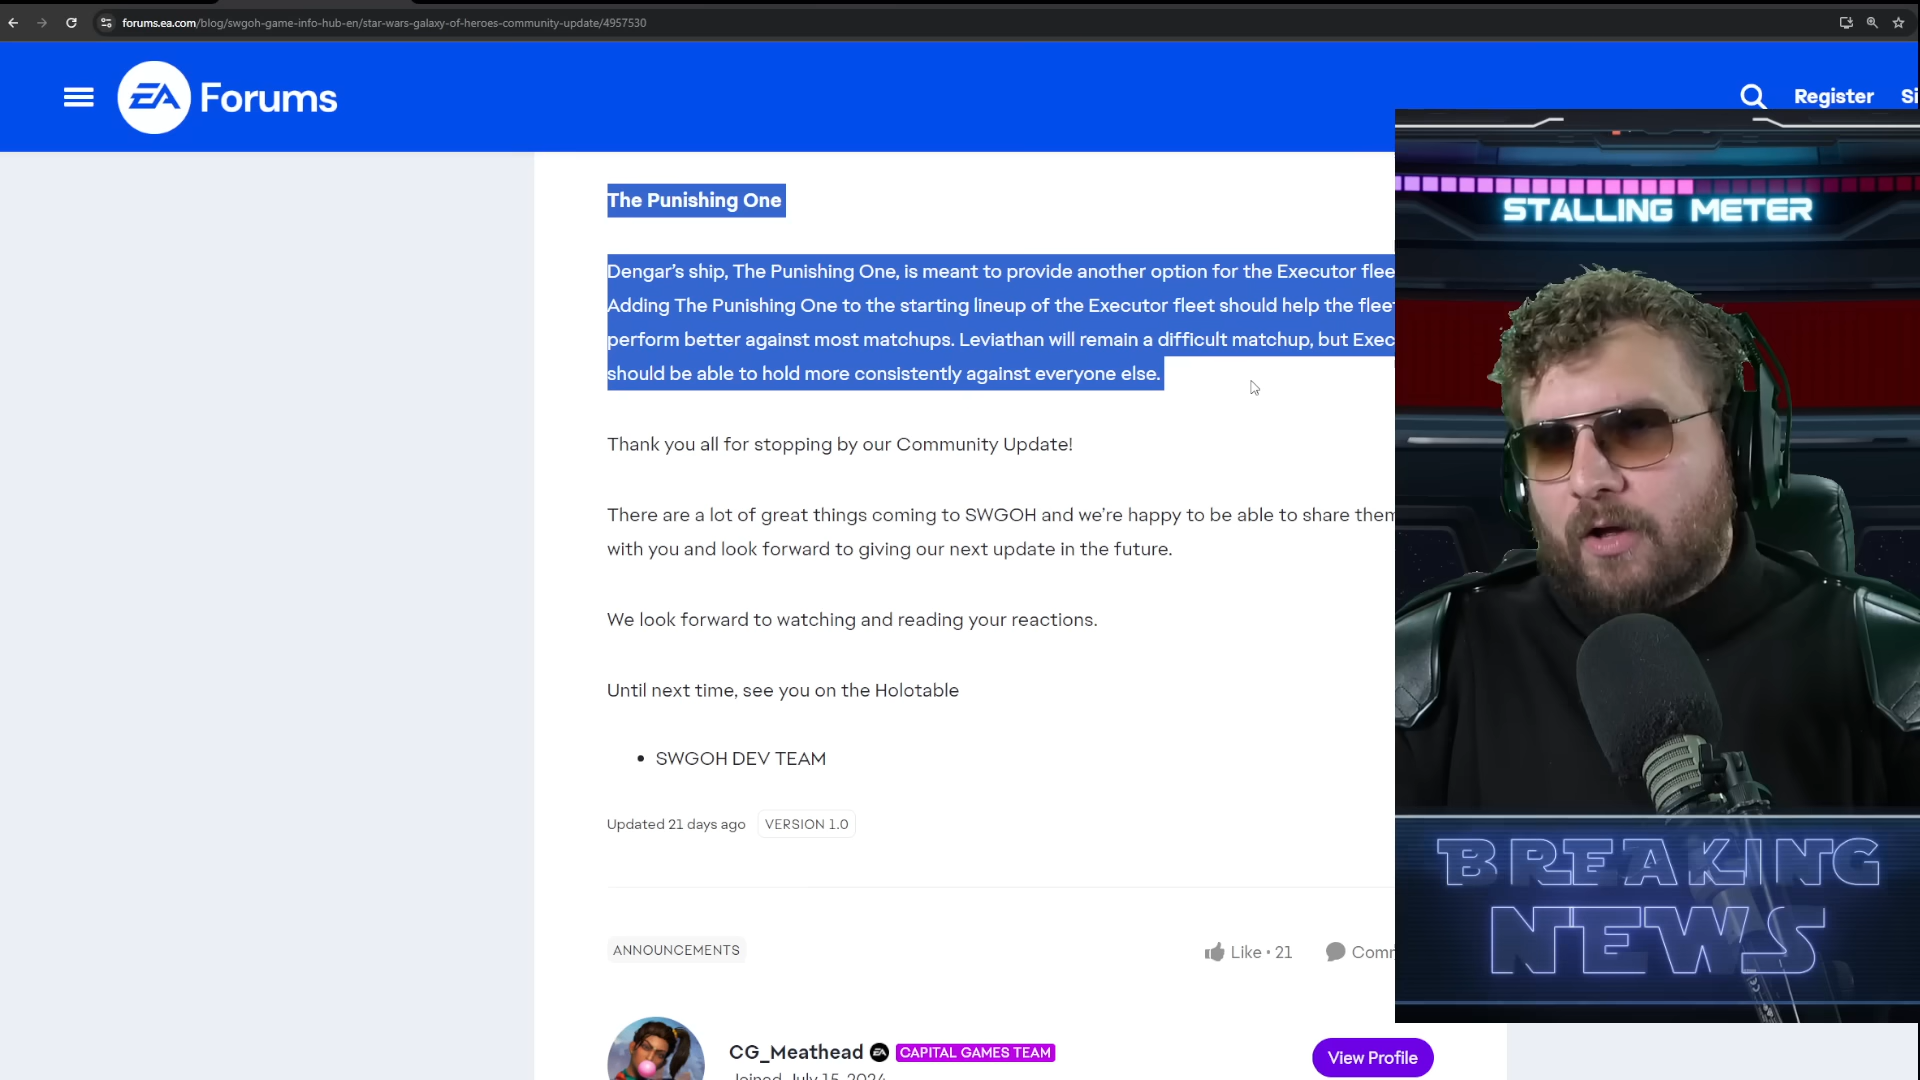 forums.ea.com/blog/swgoh-game-info-hub-en/star-wars-galaxy-of-heroes-community-update/4957530
EA Forums
Register Si
The Punishing One
Dengar's ship, The Punishing One, is meant to provide another option for the Executor flee
Adding The Punishing One to the starting lineup of the Executor fleet should help the flee
perform better against most matchups. Leviathan will remain a difficult matchup, but Exec
should be able to hold more consistently against everyone else.
Thank you all for stopping by our Community Update!
There are a lot of great things coming to SWGOH and we're happy to be able to share them
with you and look forward to giving our next update in the future.
We look forward to watching and reading your reactions.
Until next time, see you on the Holotable
• SWGOH DEV TEAM
Updated 21 days ago VERSION 1.0
ANNOUNCEMENTS
Like • 21 Comm
CG_Meathead EA CAPITAL GAMES TEAM
Joined July 15, 2024
View Profile
STALLING METER
BREAKING
NEWS